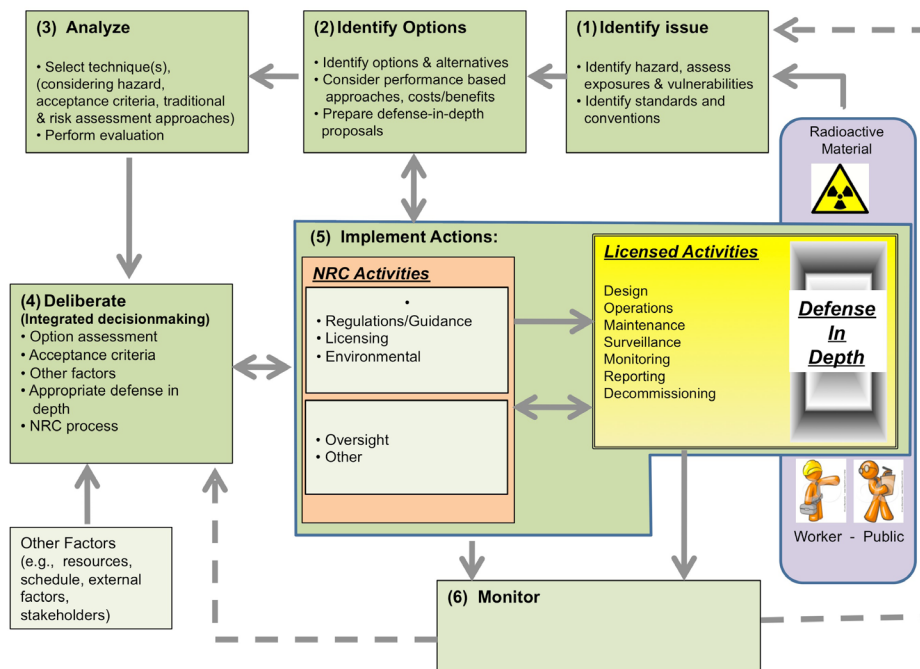 (3) Analyze
• Select technique(s),
(considering hazard,
acceptance criteria, traditional
& risk assessment approaches)
• Perform evaluation
(2) Identify Options
• Identify options & alternatives
• Consider performance based
approaches, costs/benefits
• Prepare defense-in-depth
proposals
(1) Identify issue
• Identify hazard, assess
exposures & vulnerabilities
• Identify standards and
conventions
Radioactive
Material
(4) Deliberate
(Integrated decisionmaking)
• Option assessment
• Acceptance criteria
• Other factors
• Appropriate defense in
depth
• NRC process
(5) Implement Actions:
NRC Activities
•
• Regulations/Guidance
• Licensing
• Environmental
• Oversight
• Other
Licensed Activities
Design
Operations
Maintenance
Surveillance
Monitoring
Reporting
Decommissioning
Defense
In
Depth
Worker - Public
Other Factors
(e.g., resources,
schedule, external
factors,
stakeholders)
(6) Monitor